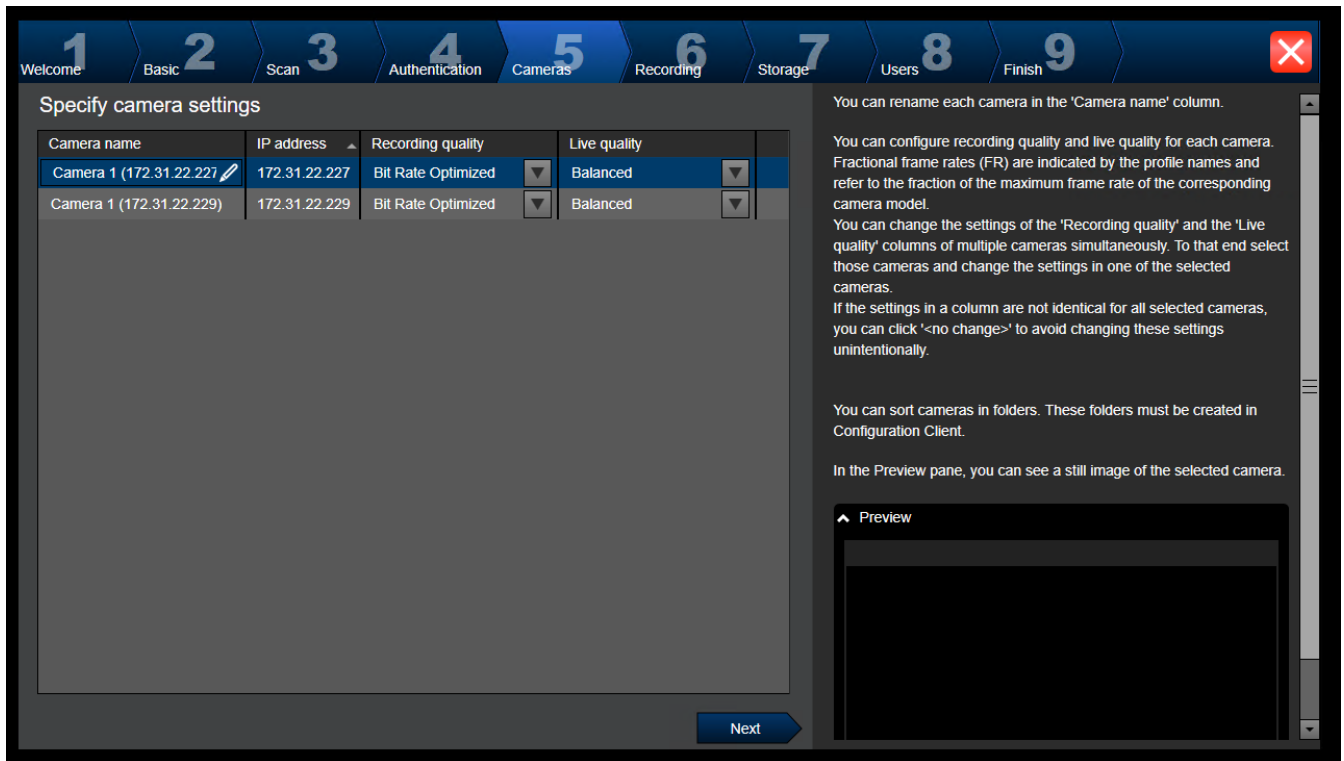 1 2 3 4 5 6 7 8 9
Welcome Basic Scan Authentication Cameras Recording Storage Users Finish
Specify camera settings
Camera name IP address Recording quality Live quality
Camera 1 (172.31.22.227 172.31.22.227 Bit Rate Optimized Balanced
Camera 1 (172.31.22.229) 172.31.22.229 Bit Rate Optimized Balanced
Next
You can rename each camera in the 'Camera name' column.
You can configure recording quality and live quality for each camera.
Fractional frame rates (FR) are indicated by the profile names and
refer to the fraction of the maximum frame rate of the corresponding
camera model.
You can change the settings of the 'Recording quality' and the 'Live
quality' columns of multiple cameras simultaneously. To that end select
those cameras and change the settings in one of the selected
cameras.
If the settings in a column are not identical for all selected cameras,
you can click '<no change>' to avoid changing these settings
unintentionally.
You can sort cameras in folders. These folders must be created in
Configuration Client.
In the Preview pane, you can see a still image of the selected camera.
Preview